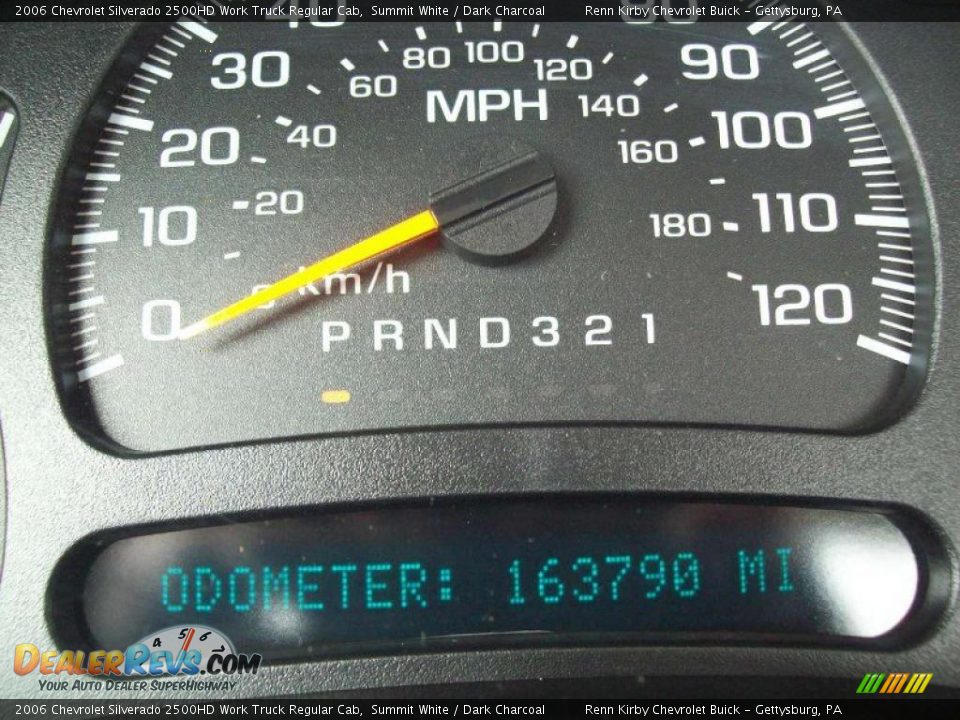 2006 Chevrolet Silverado 2500HD Work Truck Regular Cab, Summit White / Dark Charcoal Renn Kirby Chevrolet Buick - Gettysburg, PA
80 100 120
30 60 90
MPH 140
20 40 160 100
10 20 180 110
km/h
0 120
P R N D 3 2 1
ODOMETER: 163790 MI
4 5 6
DEALERREVS.COM
YOUR AUTO DEALER SUPERHIGHWAY
2006 Chevrolet Silverado 2500HD Work Truck Regular Cab, Summit White / Dark Charcoal Renn Kirby Chevrolet Buick - Gettysburg, PA